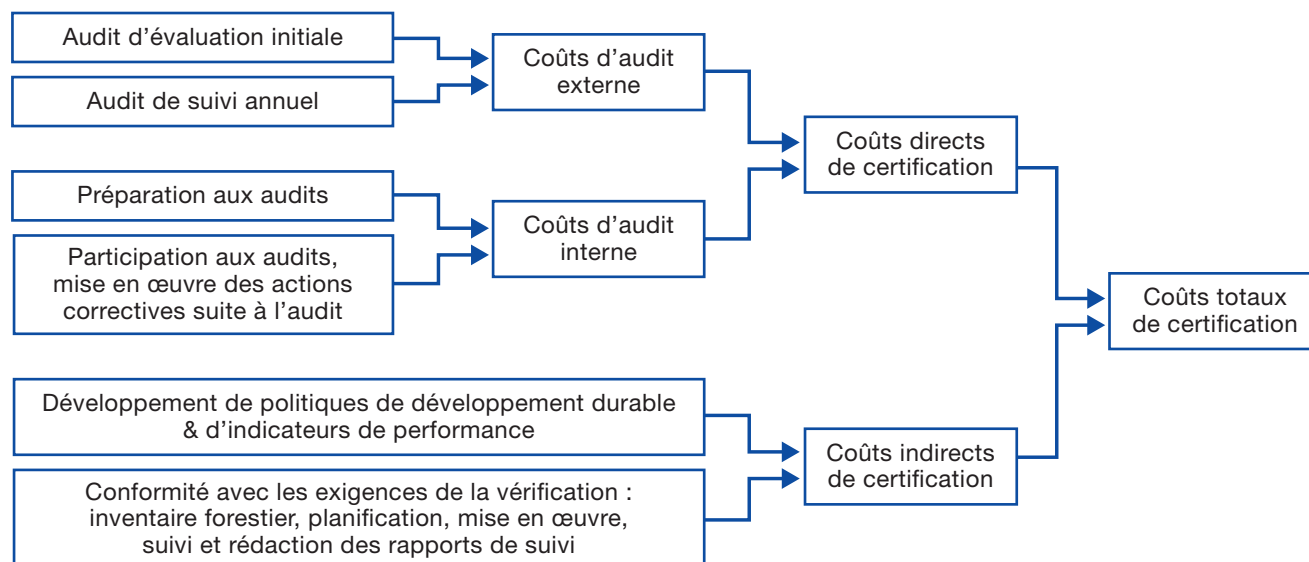 Audit d'évaluation initiale
Audit de suivi annuel
Coûts d'audit
externe
Préparation aux audits
Participation aux audits,
mise en œuvre des actions
correctives suite à l'audit
Coûts d'audit
interne
Coûts directs
de certification
Développement de politiques de développement durable
& d'indicateurs de performance
Conformité avec les exigences de la vérification :
inventaire forestier, planification, mise en œuvre,
suivi et rédaction des rapports de suivi
Coûts indirects
de certification
Coûts totaux
de certification